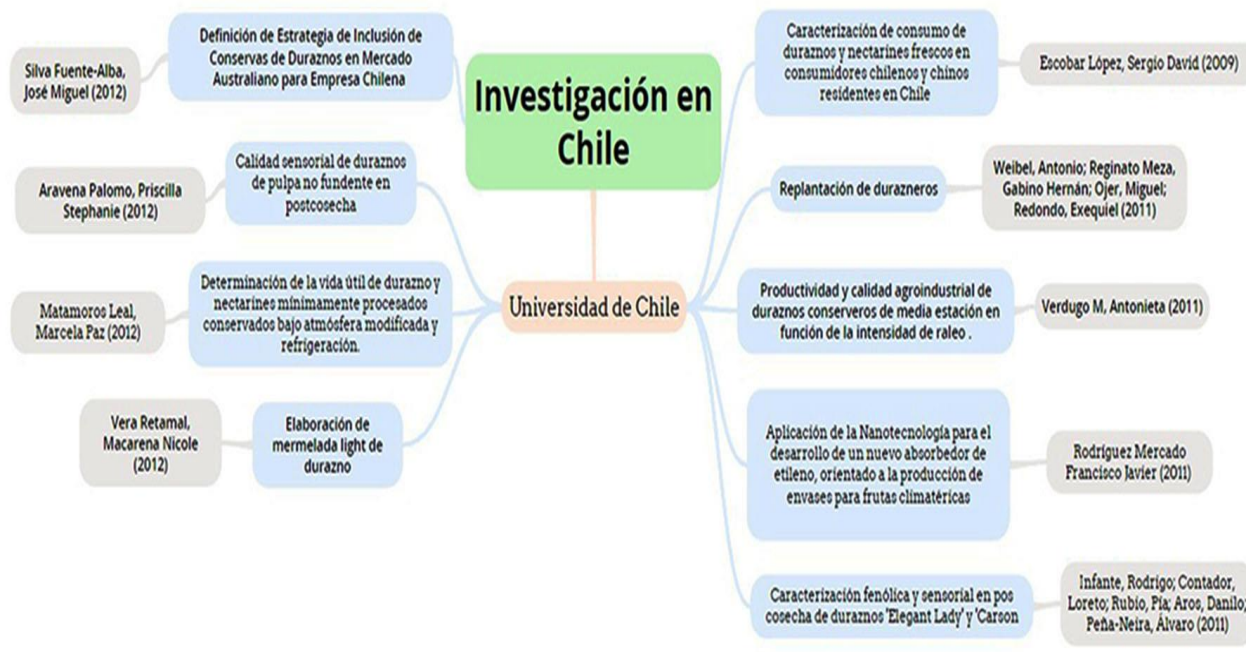 Investigación en
Chile
Universidad de Chile
Definición de Estrategia de Inclusión de
Conservas de Duraznos en Mercado
Australiano para Empresa Chilena
Silva Fuente-Alba,
José Miguel (2012)
Calidad sensorial de duraznos
de pulpa no fundente en
postcosecha
Aravena Palomo, Priscilla
Stephanie (2012)
Determinación de la vida útil de durazno y
nectarines mínimamente procesados
conservados bajo atmósfera modificada y
refrigeración.
Matamoros Leal,
Marcela Paz (2012)
Elaboración de
mermelada light de
durazno
Vera Retamal,
Macarena Nicole
(2012)
Caracterización de consumo de
duraznos y nectarines frescos en
consumidores chilenos y chinos
residentes en Chile
Escobar López, Sergio David (2009)
Replantación de durazneros
Weibel, Antonio; Reginato Meza,
Gabino Hernán; Ojer, Miguel;
Redondo, Exequiel (2011)
Productividad y calidad agroindustrial de
duraznos conserveros de media estación en
función de la intensidad de raleo .
Verdugo M, Antonieta (2011)
Aplicación de la Nanotecnología para el
desarrollo de un nuevo absorbedor de
etileno, orientado a la producción de
envases para frutas climatéricas
Rodríguez Mercado
Francisco Javier (2011)
Caracterización fenólica y sensorial en pos
cosecha de duraznos 'Elegant Lady' y 'Carson
Infante, Rodrigo; Contador,
Loreto; Rubio, Pía; Aros, Danilo;
Peña-Neira, Álvaro (2011)